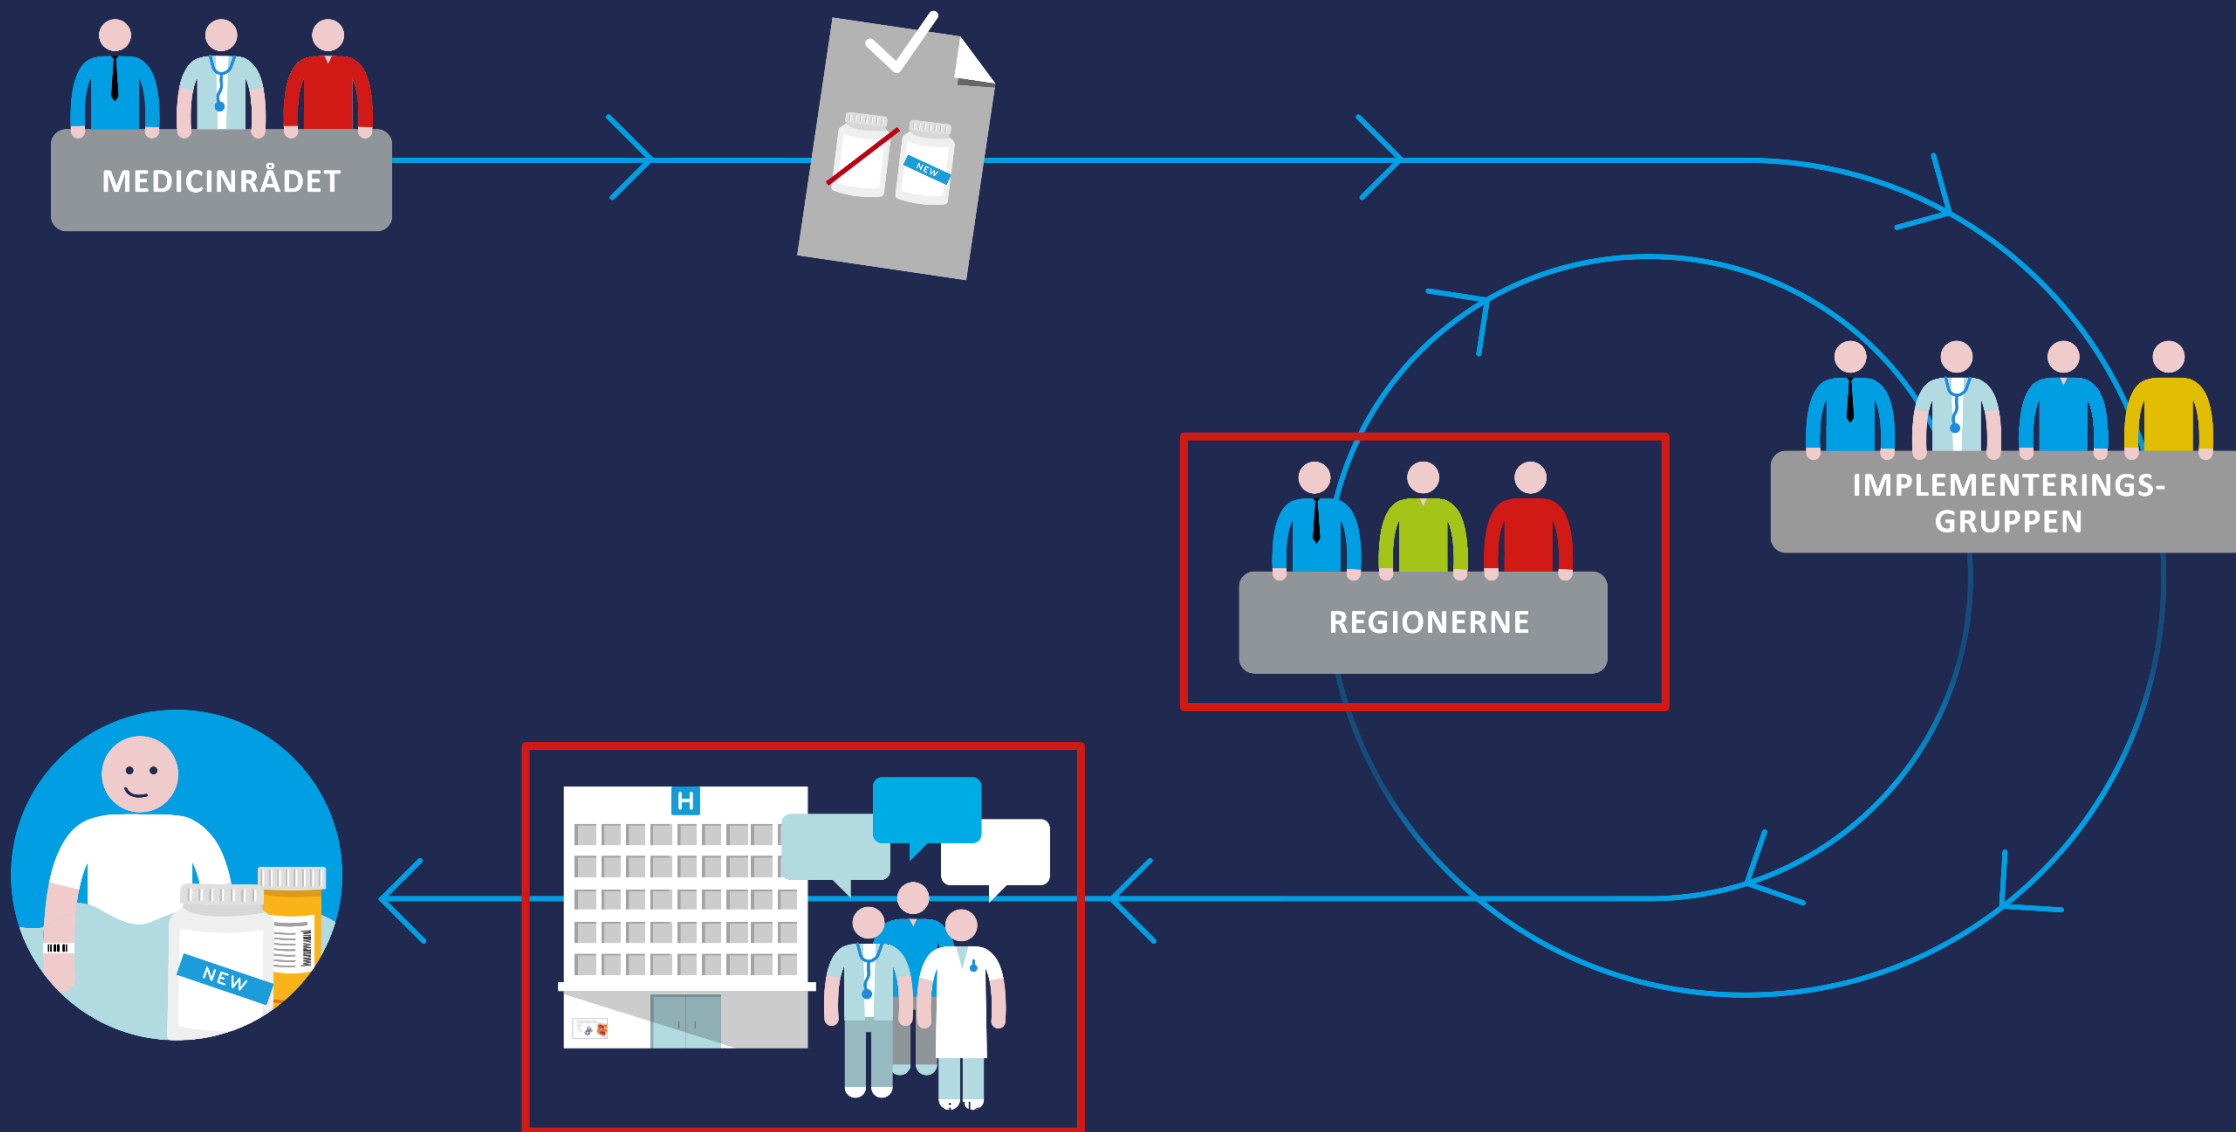 MEDICINRÅDET
NEW
IMPLEMENTERINGS-
GRUPPEN
REGIONERNE
H
NEW